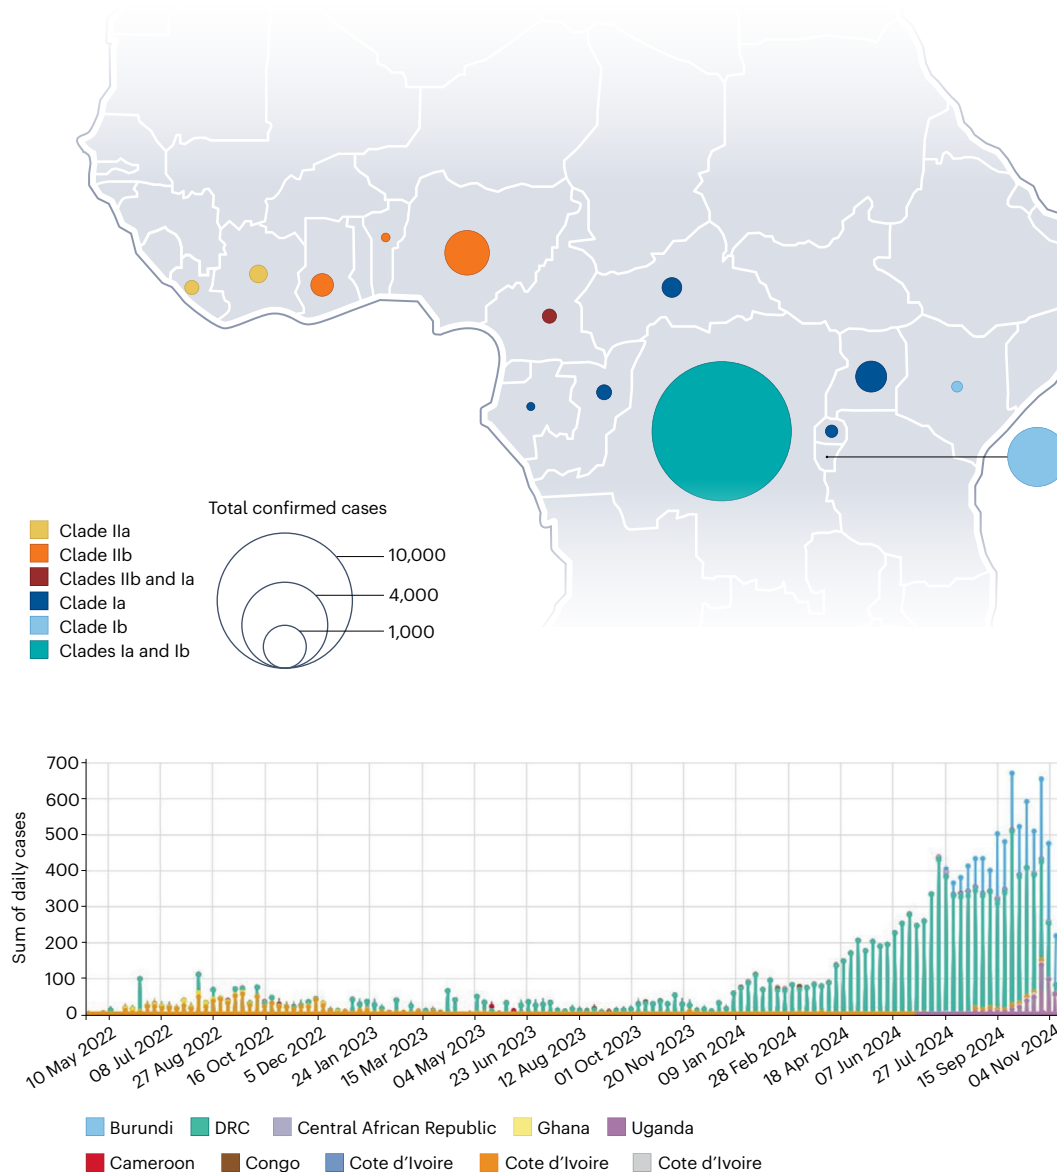 Total confirmed cases
10,000
4,000
1,000
Clade IIa
Clade IIb
Clades IIb and Ia
Clade Ia
Clade Ib
Clades Ia and Ib
Sum of daily cases
700
600
500
400
300
200
100
0
10 May 2022
08 Jul 2022
27 Aug 2022
16 Oct 2022
5 Dec 2022
24 Jan 2023
15 Mar 2023
04 May 2023
23 Jun 2023
12 Aug 2023
01 Oct 2023
20 Nov 2023
09 Jan 2024
28 Feb 2024
18 Apr 2024
07 Jun 2024
27 Jul 2024
15 Sep 2024
04 Nov 2024
Burundi DRC Central African Republic Ghana Uganda
Cameroon Congo Cote d'Ivoire Cote d'Ivoire Cote d'Ivoire